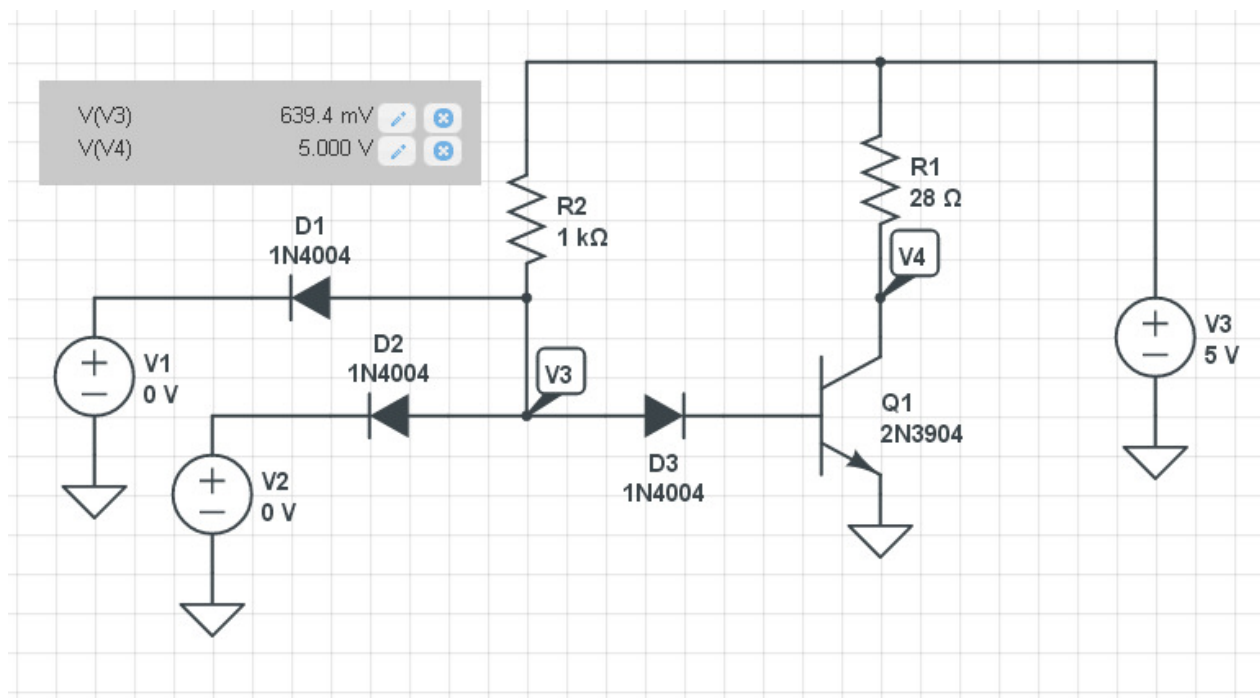 V(V3) 639.4 mV
V(V4) 5.000 V
R1
28 Ω
R2
1 kΩ
D1
1N4004
V4
V3
5 V
D2
1N4004
V1
0 V
V3
Q1
2N3904
D3
1N4004
V2
0 V